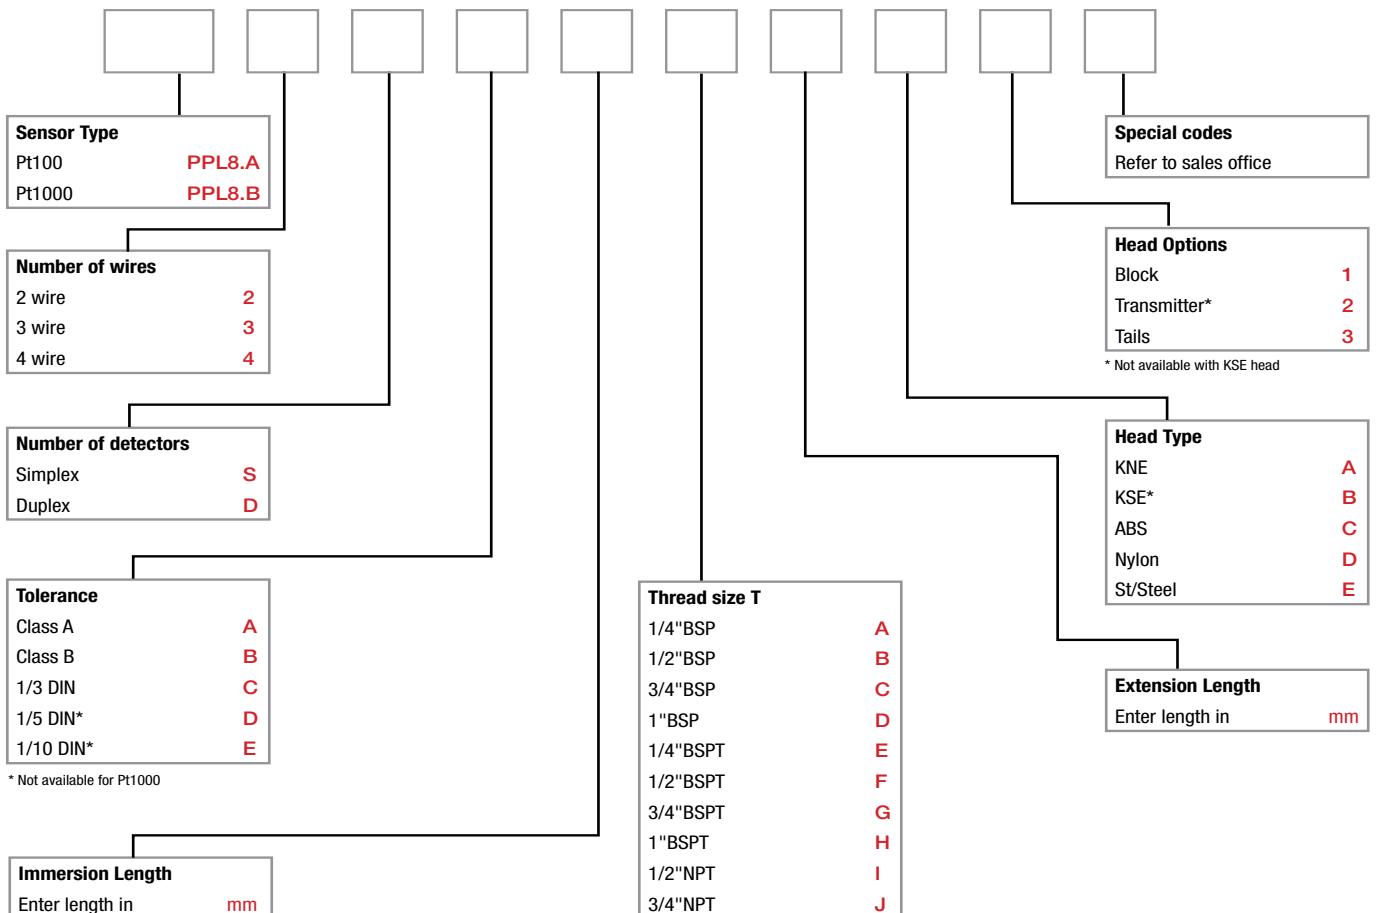 Sensor Type
Pt100 PPL8.A
Pt1000 PPL8.B
Number of wires
2 wire 2
3 wire 3
4 wire 4
Number of detectors
Simplex S
Duplex D
Tolerance
Class A A
Class B B
1/3 DIN C
1/5 DIN* D
1/10 DIN* E
* Not available for Pt1000
Immersion Length
Enter length in mm
Thread size T
1/4"BSP A
1/2"BSP B
3/4"BSP C
1"BSP D
1/4"BSPT E
1/2"BSPT F
3/4"BSPT G
1"BSPT H
1/2"NPT I
3/4"NPT J
Special codes
Refer to sales office
Head Options
Block 1
Transmitter* 2
Tails 3
* Not available with KSE head
Head Type
KNE A
KSE* B
ABS C
Nylon D
St/Steel E
Extension Length
Enter length in mm